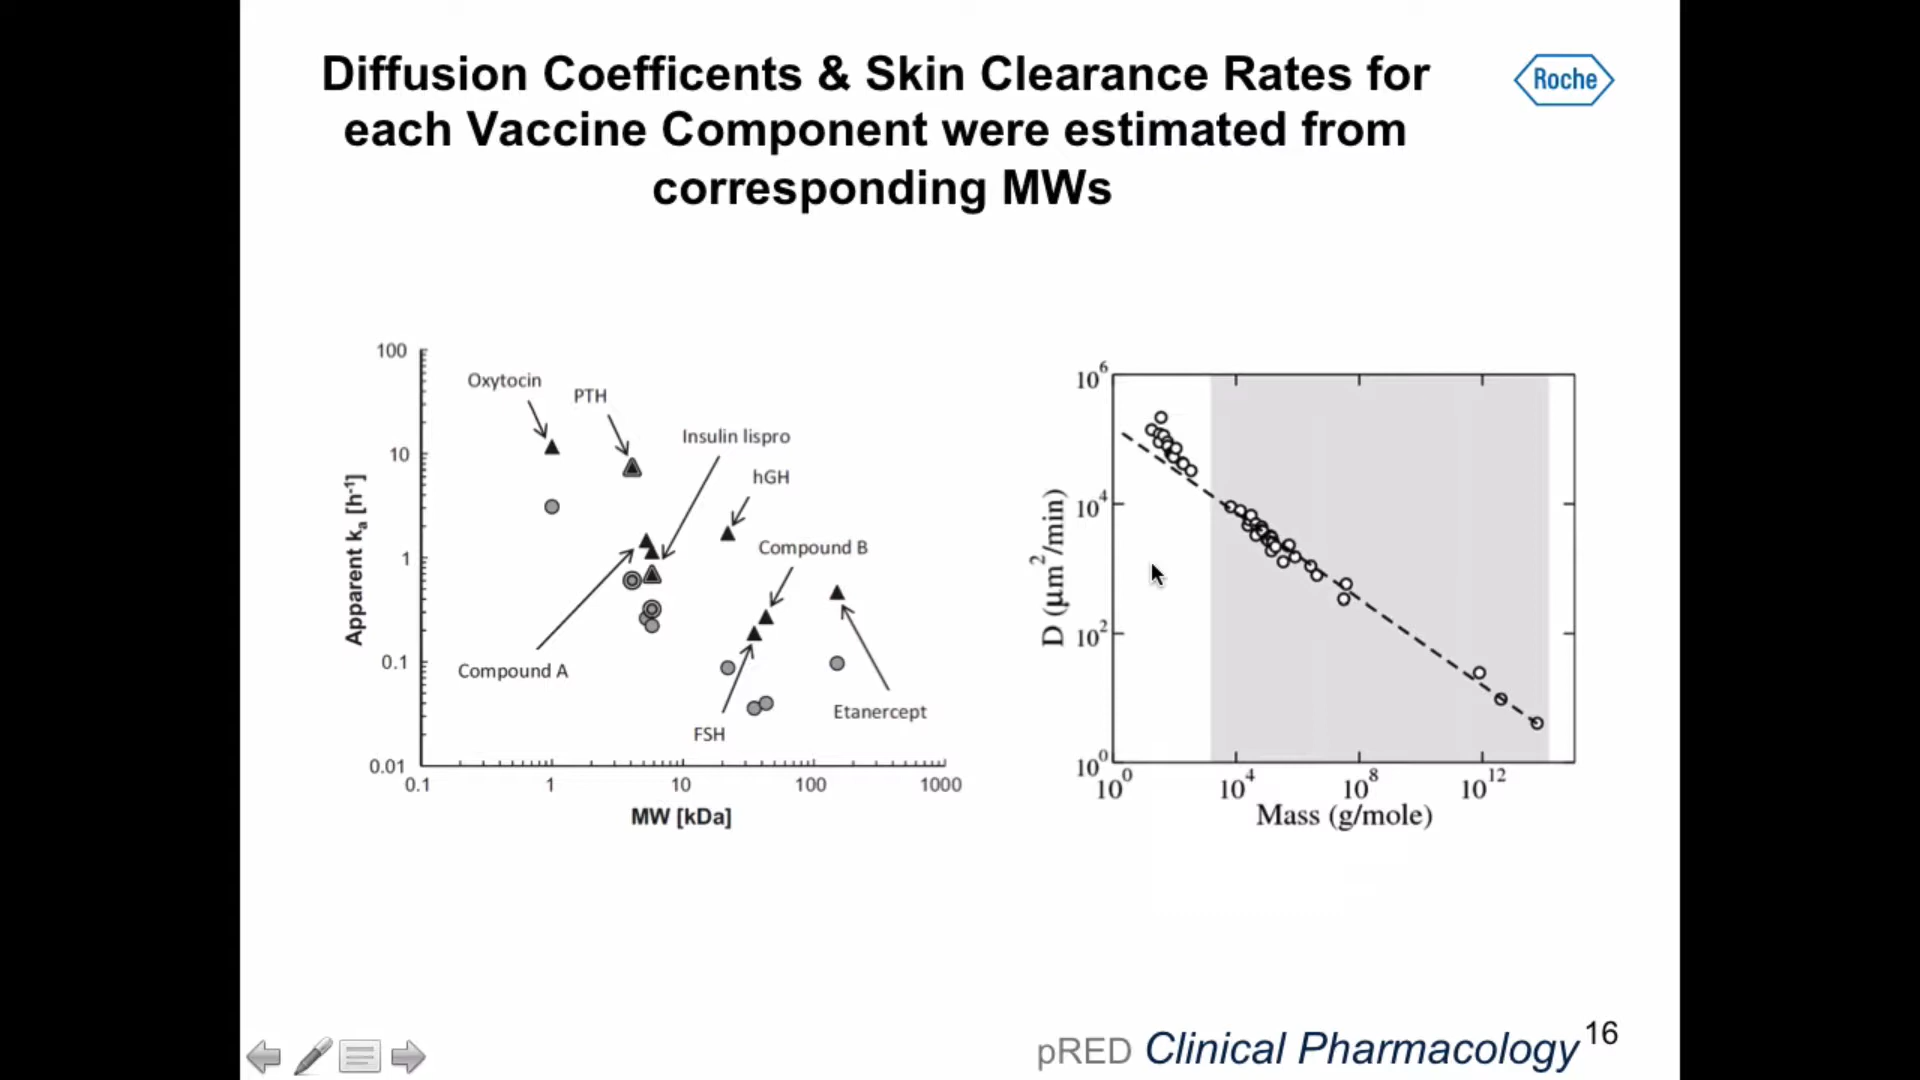 Diffusion Coefficents & Skin Clearance Rates for
each Vaccine Component were estimated from
corresponding MWs
Roche
100
10
1
0.1
0.01
Apparent ka [h-1]
Oxytocin
PTH
Insulin lispro
hGH
Compound B
Compound A
FSH
Etanercept
0.1
1
10
100
1000
MW [kDa]
10^6
10^4
10^2
10^0
D (μm^2/min)
10^0
10^4
10^8
10^12
Mass (g/mole)
pRED Clinical Pharmacology 16